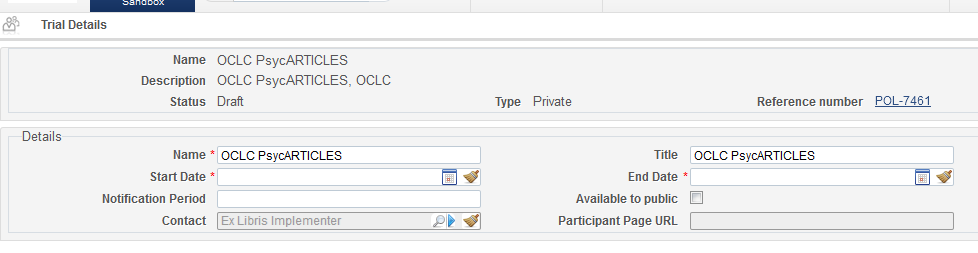 Sandbox
Trial Details
Name OCLC PsycARTICLES
Description OCLC PsycARTICLES, OCLC
Status Draft Type Private Reference number POL-7461
Details
Name * OCLC PsycARTICLES Title OCLC PsycARTICLES
Start Date * End Date *
Notification Period Available to public
Contact Ex Libris Implementer Participant Page URL